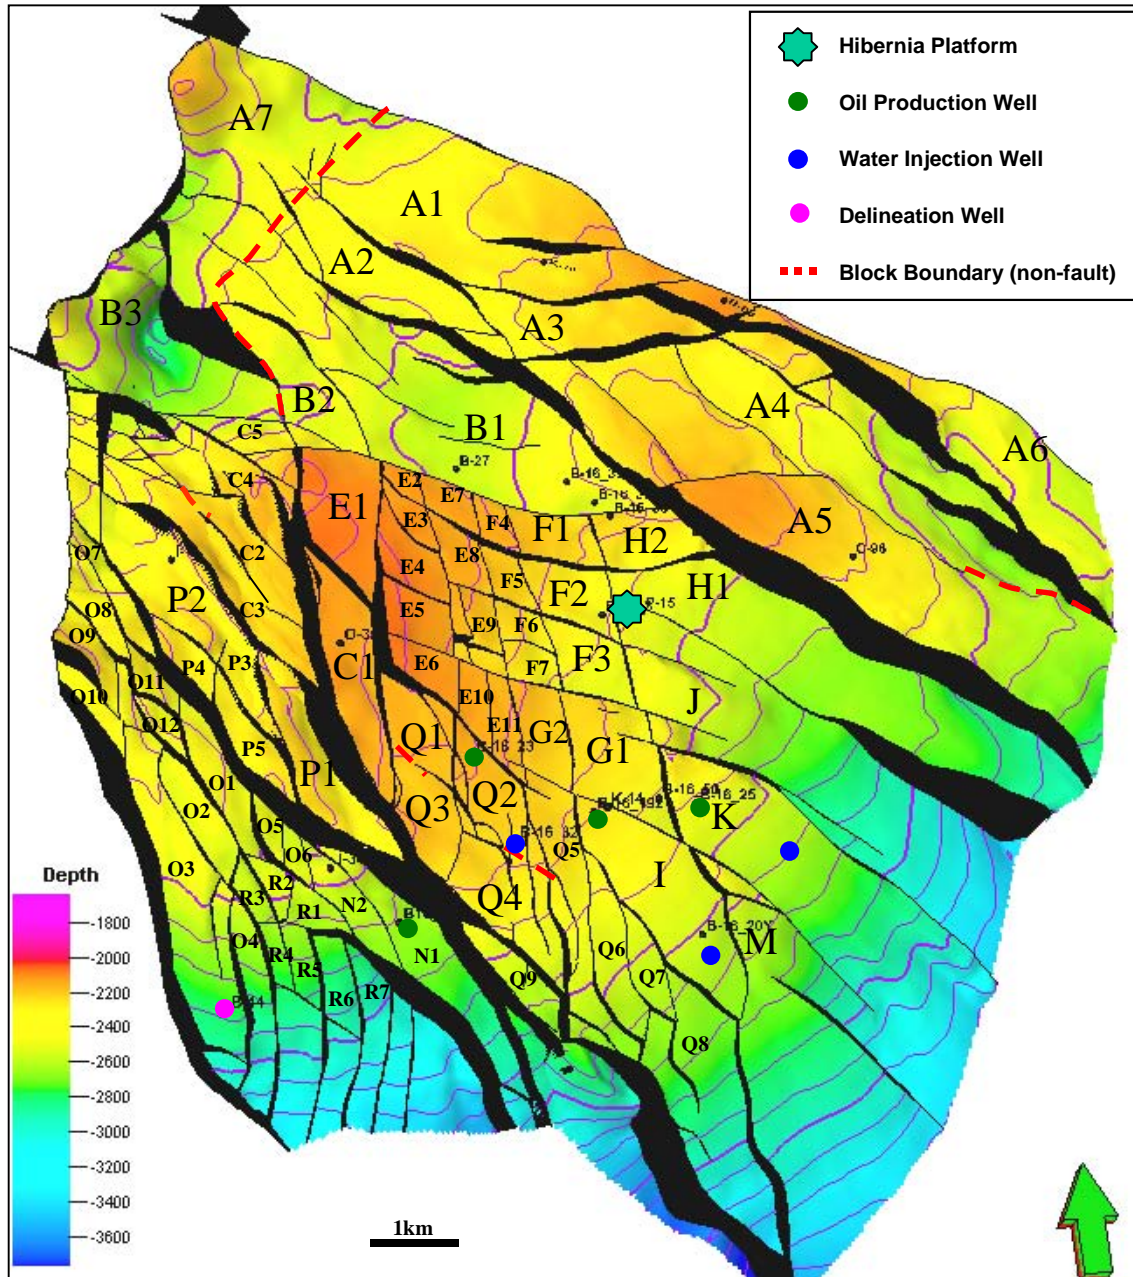 Hibernia Platform
Oil Production Well
Water Injection Well
Delineation Well
Block Boundary (non-fault)
A7
A1
A2
A3
B3
B2
B1
A4
A6
A5
C5
C4
E1
E2
E7
E3
F4
F1
H2
B-27
C-96
O7
C2
E8
E4
F5
F2
H1
P2
C3
E5
E9
F6
F3
O8
O9
P4
P3
C1
E6
F7
J
O10
O11
O12
E10
E11
G2
G1
Q1
P5
P1
O1
O2
Q2
Q3
B-16_25
K
O5
O6
Q5
I
O3
R2
R3
R1
N2
Q4
B-16_20Y
M
O4
R4
R5
N1
Q6
Q7
Q9
R6
R7
Q8
Depth
-1800
-2000
-2200
-2400
-2600
-2800
-3000
-3200
-3400
-3600
1km